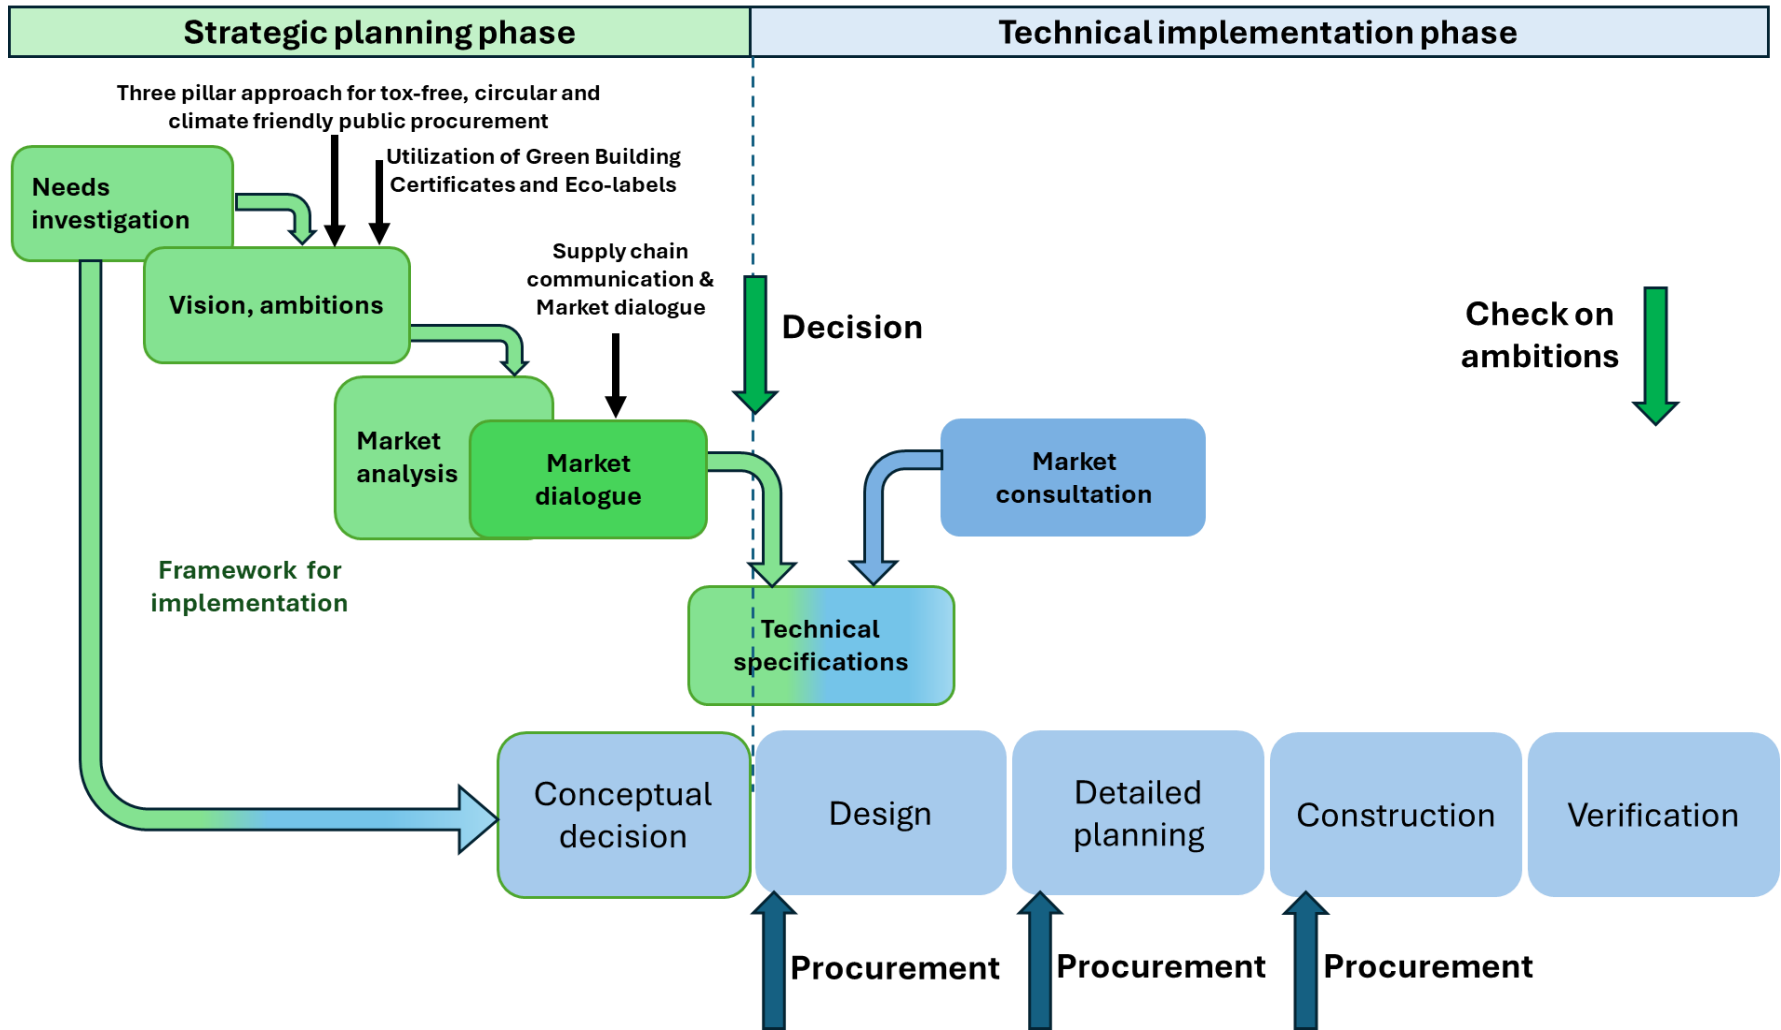 Strategic planning phase
Technical implementation phase
Three pillar approach for tox-free, circular and
climate friendly public procurement
Utilization of Green Building
Certificates and Eco-labels
Needs
investigation
Vision, ambitions
Supply chain
communication &
Market dialogue
Decision
Check on
ambitions
Market
analysis
Market
dialogue
Market
consultation
Framework for
implementation
Technical
specifications
Conceptual
decision
Design
Detailed
planning
Construction
Verification
Procurement
Procurement
Procurement